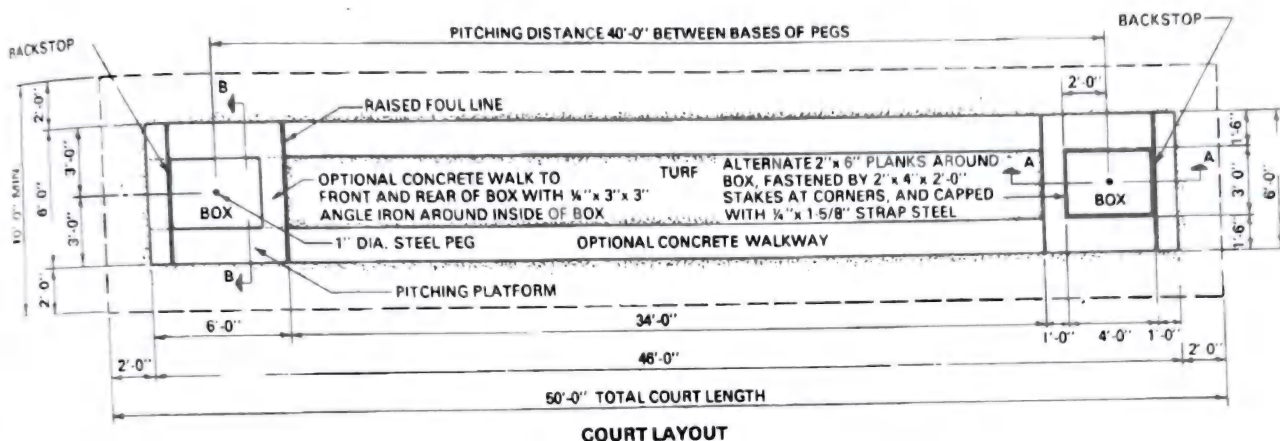 PITCHING DISTANCE 40'-0" BETWEEN BASES OF PEGS
BACKSTOP
BACKSTOP
2'-0"
B
RAISED FOUL LINE
2'-0"
10'-0" MIN
6'-0"
3'-0"
3'-0"
2'-0"
OPTIONAL CONCRETE WALK TO
FRONT AND REAR OF BOX WITH ¼"x 3"x 3"
ANGLE IRON AROUND INSIDE OF BOX
BOX
1" DIA. STEEL PEG
B
PITCHING PLATFORM
TURF
ALTERNATE 2"x 6" PLANKS AROUND
BOX, FASTENED BY 2"x 4"x 2'-0"
STAKES AT CORNERS, AND CAPPED
WITH ¼"x 1-5/8" STRAP STEEL
OPTIONAL CONCRETE WALKWAY
A
A
BOX
1'-6"
3'-0"
1'-6"
6'-0"
6'-0"
34'-0"
1'-0"
4'-0"
1'-0"
2'-0"
46'-0"
2' 0"
50'-0" TOTAL COURT LENGTH
COURT LAYOUT